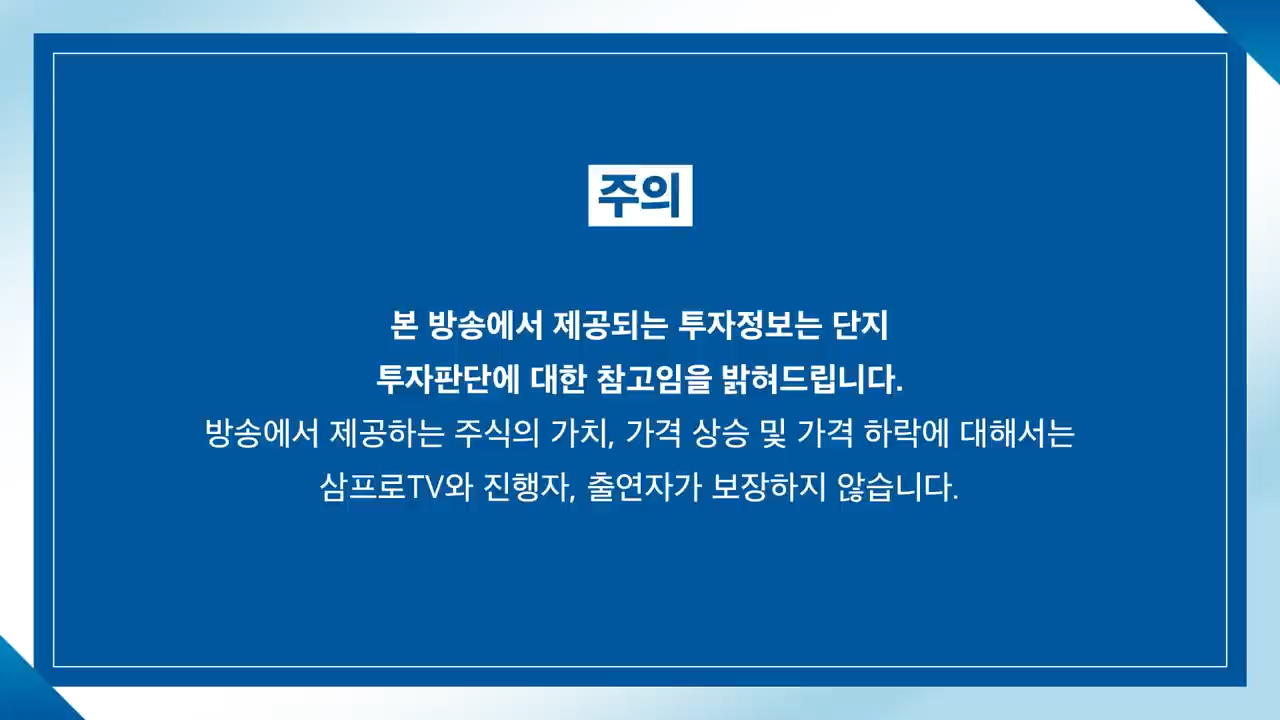 주의
본 방송에서 제공되는 투자정보는 단지
투자판단에 대한 참고임을 밝혀드립니다.
방송에서 제공하는 주식의 가치, 가격 상승 및 가격 하락에 대해서는
삼프로TV와 진행자, 출연자가 보장하지 않습니다.